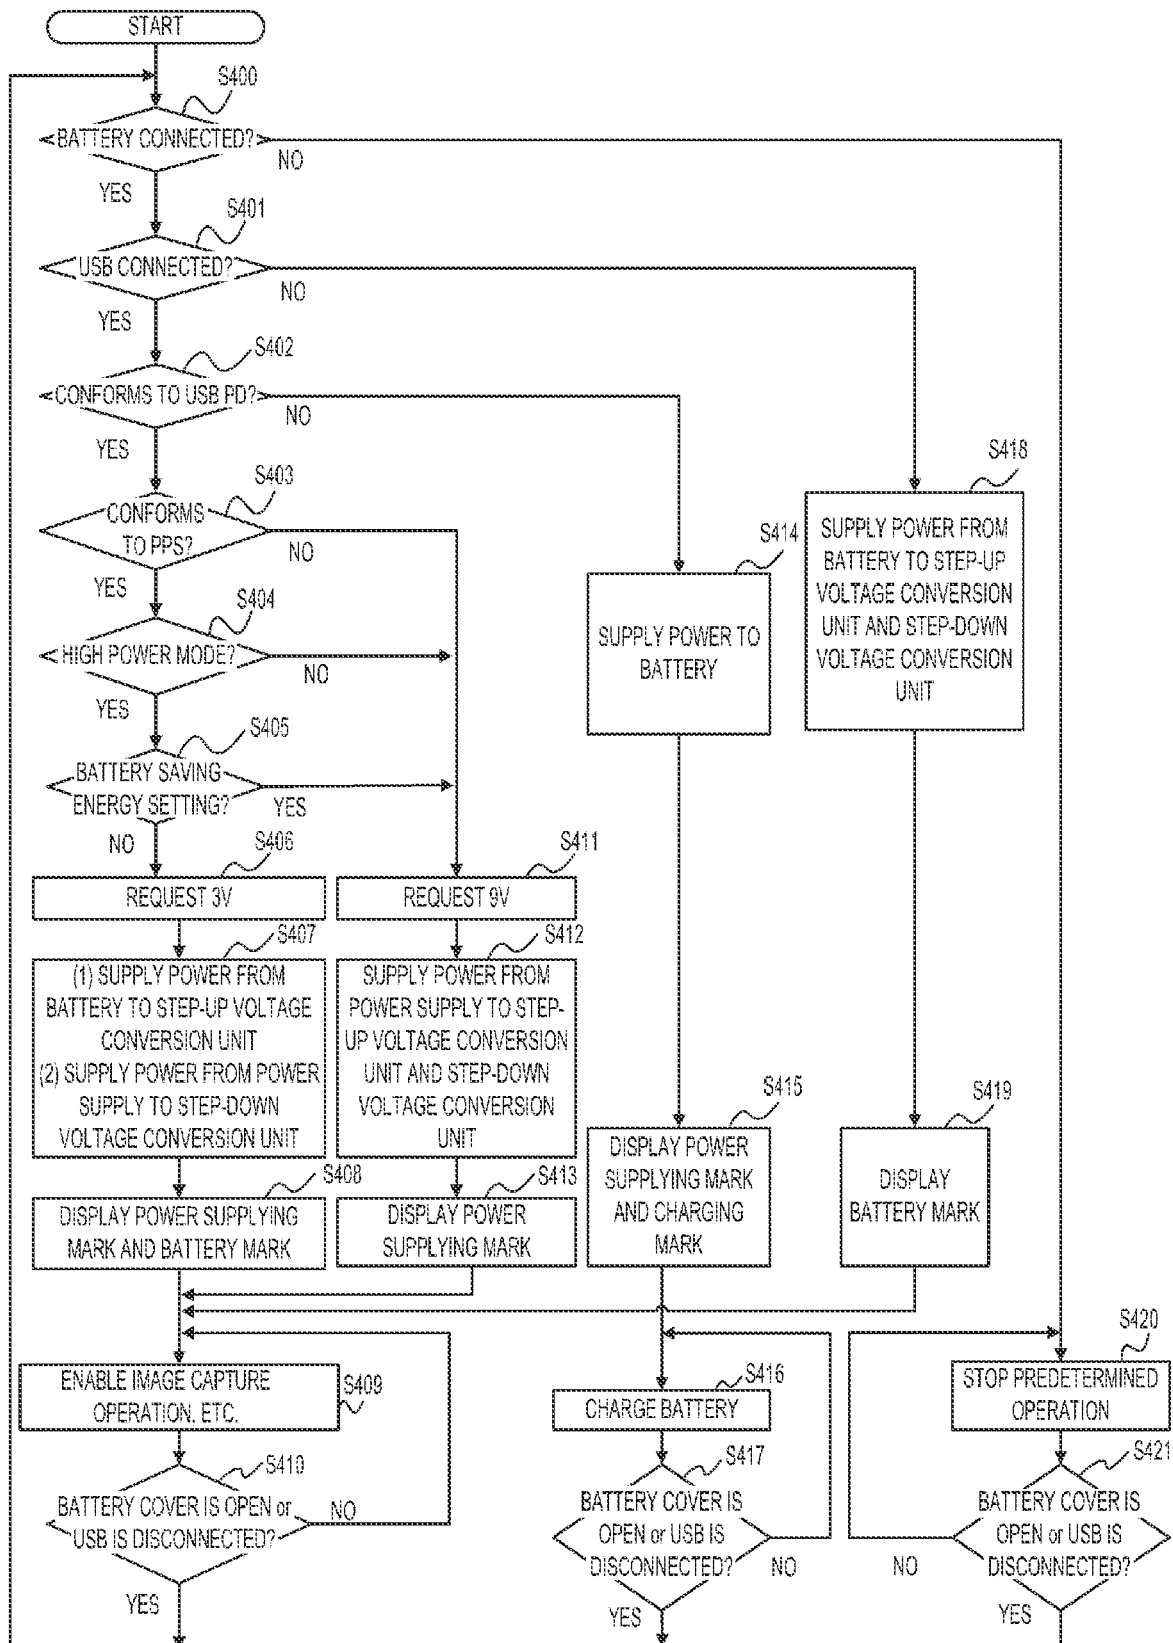 START
S400
BATTERY CONNECTED?
NO
YES
S401
USB CONNECTED?
NO
YES
S402
CONFORMS TO USB PD?
NO
YES
S403
CONFORMS
TO PPS?
NO
YES
S404
HIGH POWER MODE?
NO
YES
S405
BATTERY SAVING
ENERGY SETTING?
YES
NO
S406
REQUEST 3V
S407
(1) SUPPLY POWER FROM
BATTERY TO STEP-UP VOLTAGE
CONVERSION UNIT
(2) SUPPLY POWER FROM POWER
SUPPLY TO STEP-DOWN
VOLTAGE CONVERSION UNIT
S408
DISPLAY POWER SUPPLYING
MARK AND BATTERY MARK
S411
REQUEST 9V
S412
SUPPLY POWER FROM
POWER SUPPLY TO STEP-
UP VOLTAGE CONVERSION
UNIT AND STEP-DOWN
VOLTAGE CONVERSION
UNIT
S413
DISPLAY POWER
SUPPLYING MARK
S414
SUPPLY POWER TO
BATTERY
S415
DISPLAY POWER
SUPPLYING MARK
AND CHARGING
MARK
S418
SUPPLY POWER FROM
BATTERY TO STEP-UP
VOLTAGE CONVERSION
UNIT AND STEP-DOWN
VOLTAGE CONVERSION
UNIT
S419
DISPLAY
BATTERY MARK
ENABLE IMAGE CAPTURE
OPERATION, ETC.
S409
S410
BATTERY COVER IS OPEN or
USB IS DISCONNECTED?
NO
YES
S416
CHARGE BATTERY
S417
BATTERY COVER IS
OPEN or USB IS
DISCONNECTED?
NO
YES
S420
STOP PREDETERMINED
OPERATION
S421
BATTERY COVER IS
OPEN or USB IS
DISCONNECTED?
NO
YES